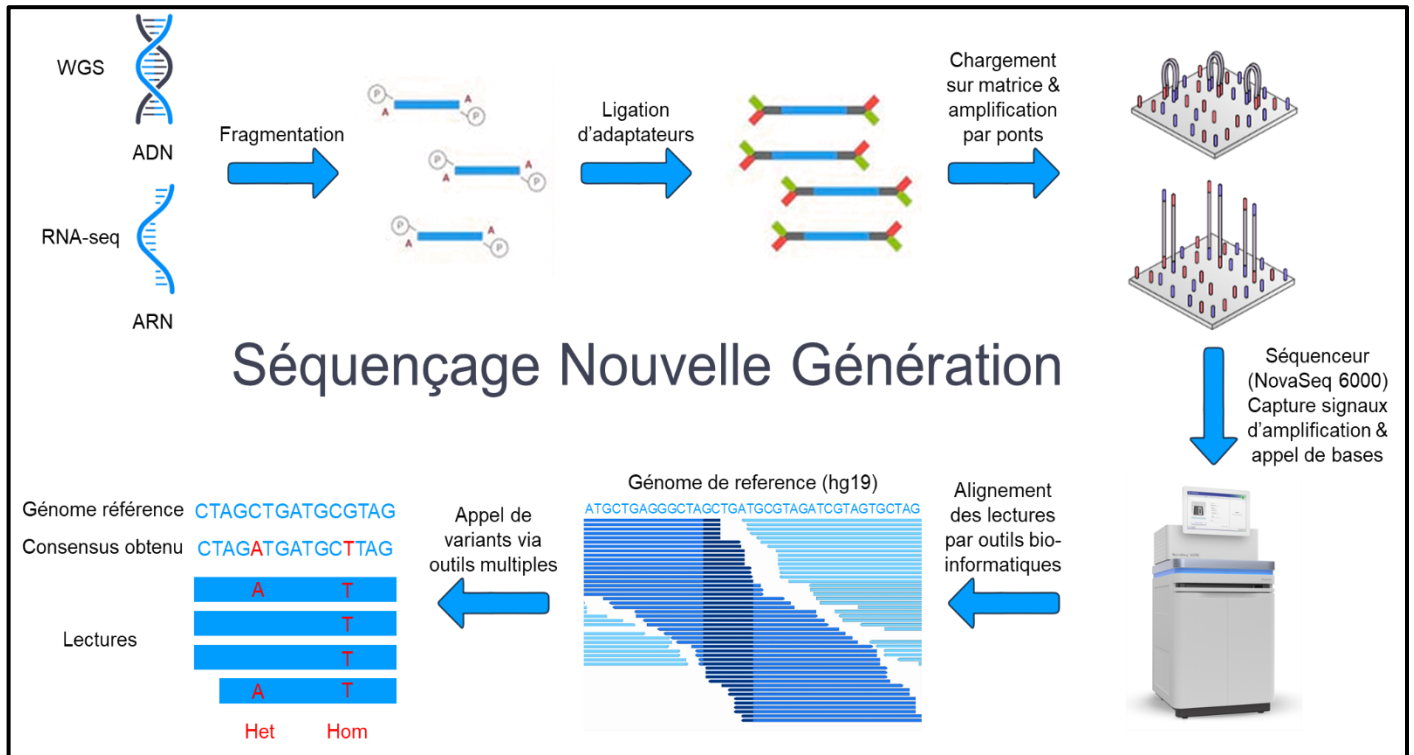 WGS
ADN
RNA-seq
ARN
Fragmentation
P
A
A
P
P
A
A
P
P
A
A
P
Ligation
d'adaptateurs
Chargement
sur matrice &
amplification
par ponts
Séquençage Nouvelle Génération
Séquenceur
(NovaSeq 6000)
Capture signaux
d'amplification &
appel de bases
Alignement
des lectures
par outils bio-
informatiques
Génome de reference (hg19)
ATGCTGAGGGCTAGCTGATGCGTAGATCGTAGTGCTAG
Appel de
variants via
outils multiples
Génome référence CTAGCTGATGCGTAG
Consensus obtenu CTAGATGATGCTTAG
A T
T
Lectures
T
A T
Het Hom